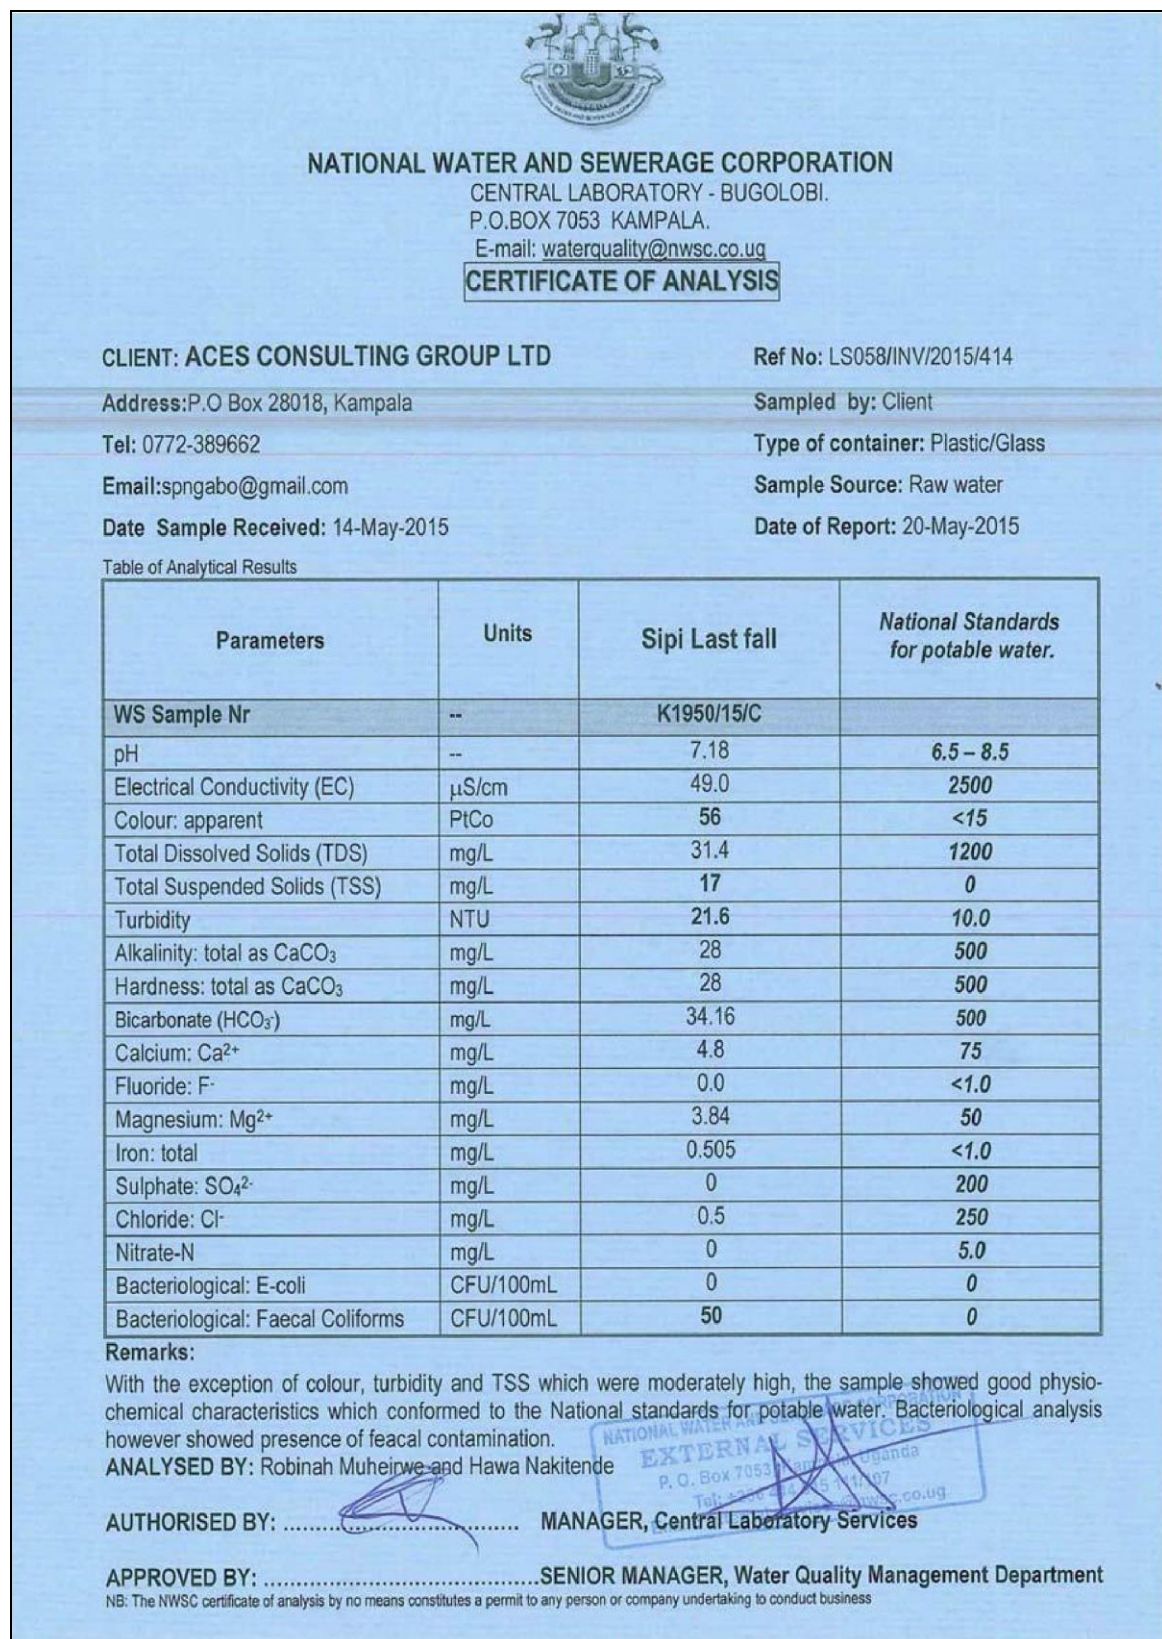 NATIONAL WATER AND SEWERAGE CORPORATION
CENTRAL LABORATORY - BUGOLOBI.
P.O.BOX 7053 KAMPALA.
E-mail: waterquality@nwsc.co.ug
CERTIFICATE OF ANALYSIS
CLIENT: ACES CONSULTING GROUP LTD Ref No: LS058/INV/2015/414
Address:P.O Box 28018, Kampala Sampled by: Client
Tel: 0772-389662 Type of container: Plastic/Glass
Email:spngabo@gmail.com Sample Source: Raw water
Date Sample Received: 14-May-2015 Date of Report: 20-May-2015
Table of Analytical Results
Parameters Units Sipi Last fall National Standards
for potable water.
WS Sample Nr -- K1950/15/C
pH -- 7.18 6.5 – 8.5
Electrical Conductivity (EC) µS/cm 49.0 2500
Colour: apparent PtCo 56 <15
Total Dissolved Solids (TDS) mg/L 31.4 1200
Total Suspended Solids (TSS) mg/L 17 0
Turbidity NTU 21.6 10.0
Alkalinity: total as CaCO₃ mg/L 28 500
Hardness: total as CaCO₃ mg/L 28 500
Bicarbonate (HCO₃⁻) mg/L 34.16 500
Calcium: Ca²⁺ mg/L 4.8 75
Fluoride: F⁻ mg/L 0.0 <1.0
Magnesium: Mg²⁺ mg/L 3.84 50
Iron: total mg/L 0.505 <1.0
Sulphate: SO₄²⁻ mg/L 0 200
Chloride: Cl⁻ mg/L 0.5 250
Nitrate-N mg/L 0 5.0
Bacteriological: E-coli CFU/100mL 0 0
Bacteriological: Faecal Coliforms CFU/100mL 50 0
Remarks:
With the exception of colour, turbidity and TSS which were moderately high, the sample showed good physio-
chemical characteristics which conformed to the National standards for potable water. Bacteriological analysis
however showed presence of feacal contamination.
ANALYSED BY: Robinah Muheirwe and Hawa Nakitende
NATIONAL WATER AND CORPORATION
EXTERNAL SERVICES
P. O. Box 7053 Kampala Uganda
AUTHORISED BY: ........................................ MANAGER, Central Laboratory Services
APPROVED BY: ..........................................SENIOR MANAGER, Water Quality Management Department
NB: The NWSC certificate of analysis by no means constitutes a permit to any person or company undertaking to conduct business